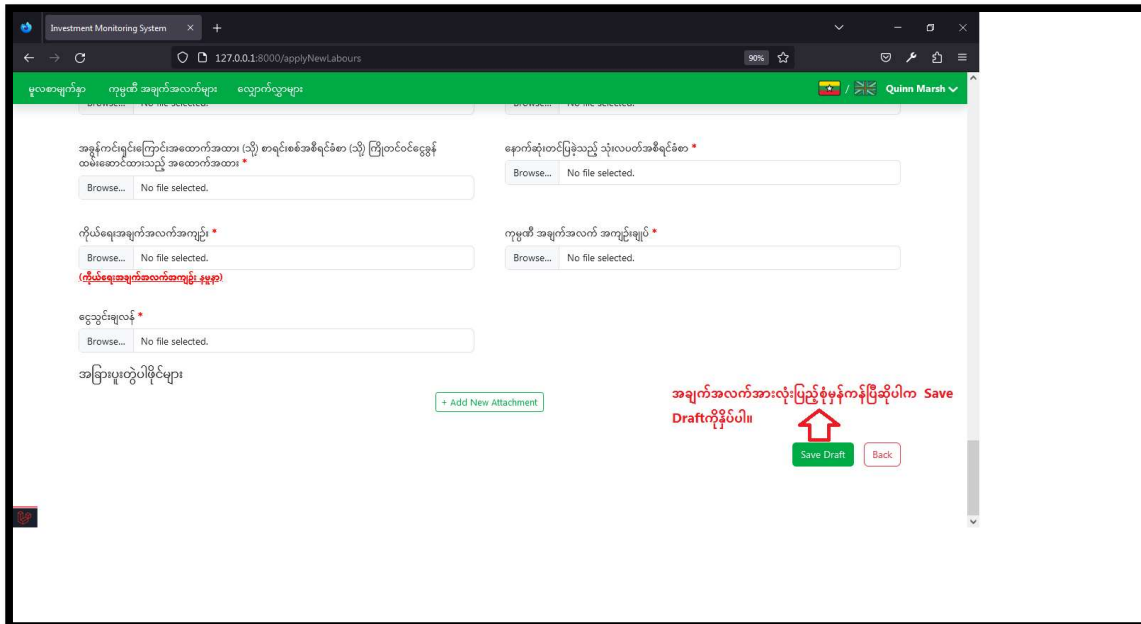 Investment Monitoring System
127.0.0.1:8000/applyNewLabours
90%
မူလစာမျက်နှာ ကုမ္ပဏီ အချက်အလက်များ လျှောက်လွှာများ / Quinn Marsh
Browse... No file selected. Browse... No file selected.
အခွန်ကင်းရှင်းကြောင်းအထောက်အထား (သို့) စာရင်းစစ်အစီရင်ခံစာ (သို့) ကြိုတင်ဝင်ငွေခွန်
ထမ်းဆောင်ထားသည့် အထောက်အထား *
Browse... No file selected.
နောက်ဆုံးတင်ပြခဲ့သည့် သုံးလပတ်အစီရင်ခံစာ *
Browse... No file selected.
ကိုယ်ရေးအချက်အလက်အကျဉ်း *
Browse... No file selected.
(ကိုယ်ရေးအချက်အလက်အကျဉ်း နမူနာ)
ကုမ္ပဏီ အချက်အလက် အကျဉ်းချုပ် *
Browse... No file selected.
ငွေသွင်းချလန် *
Browse... No file selected.
အခြားပူးတွဲပါဖိုင်များ
+ Add New Attachment
အချက်အလက်အားလုံးပြည့်စုံမှန်ကန်ပြီဆိုပါက Save
Draftကိုနှိပ်ပါ။
Save Draft Back